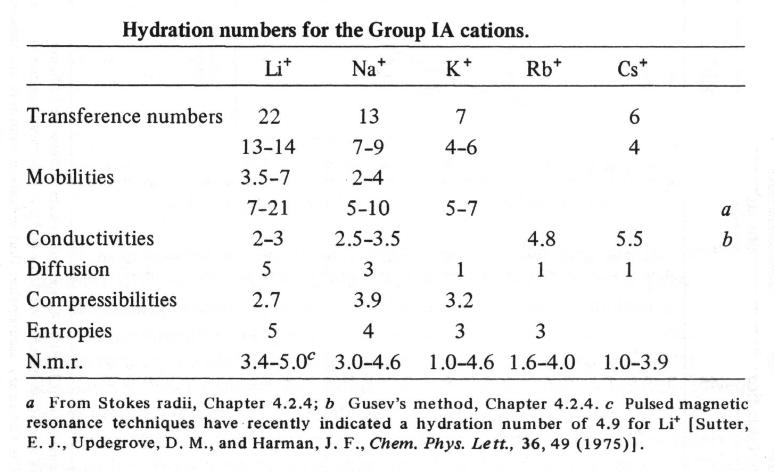 Hydration numbers for the Group IA cations.
Li⁺ Na⁺ K⁺ Rb⁺ Cs⁺
Transference numbers 22 13 7 6
13–14 7–9 4–6 4
Mobilities 3.5–7 2–4
7–21 5–10 5–7 a
Conductivities 2–3 2.5–3.5 4.8 5.5 b
Diffusion 5 3 1 1 1
Compressibilities 2.7 3.9 3.2
Entropies 5 4 3 3
N.m.r. 3.4–5.0ᶜ 3.0–4.6 1.0–4.6 1.6–4.0 1.0–3.9
a From Stokes radii, Chapter 4.2.4; b Gusev's method, Chapter 4.2.4. c Pulsed magnetic
resonance techniques have recently indicated a hydration number of 4.9 for Li⁺ [Sutter,
E. J., Updegrove, D. M., and Harman, J. F., Chem. Phys. Lett., 36, 49 (1975)].